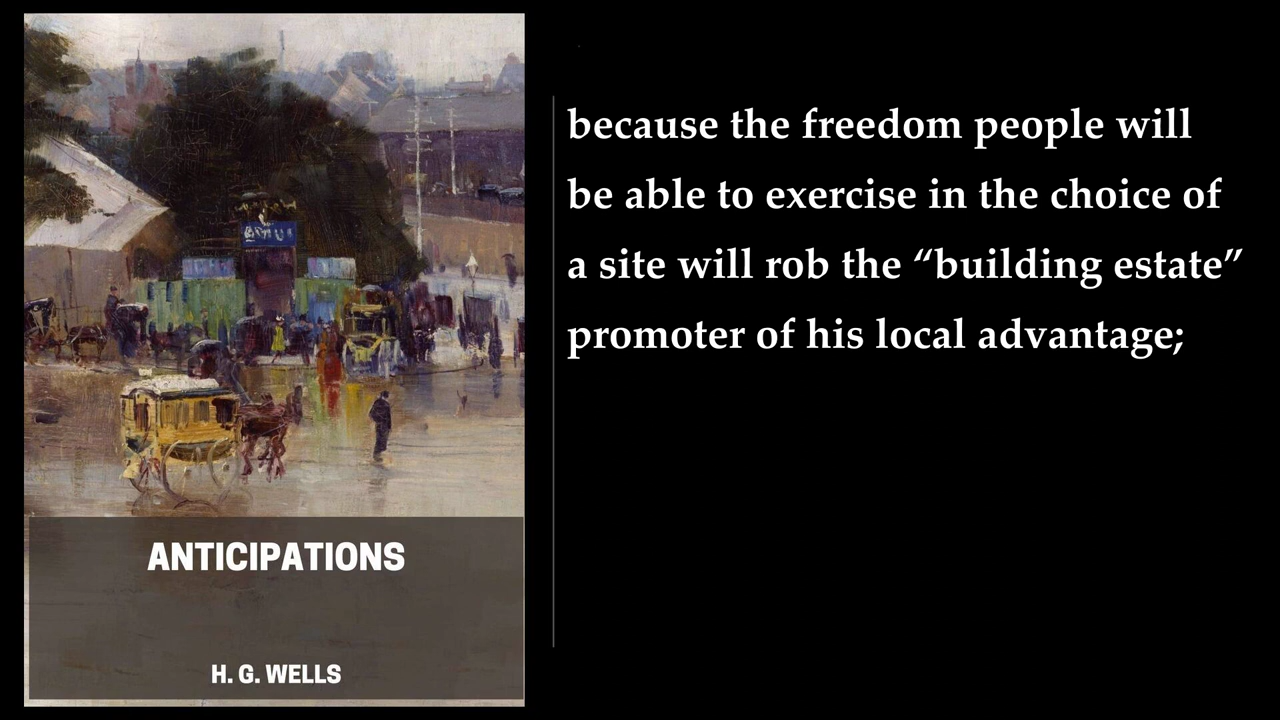 ANTICIPATIONS
H. G. WELLS
because the freedom people will
be able to exercise in the choice of
a site will rob the “building estate”
promoter of his local advantage;